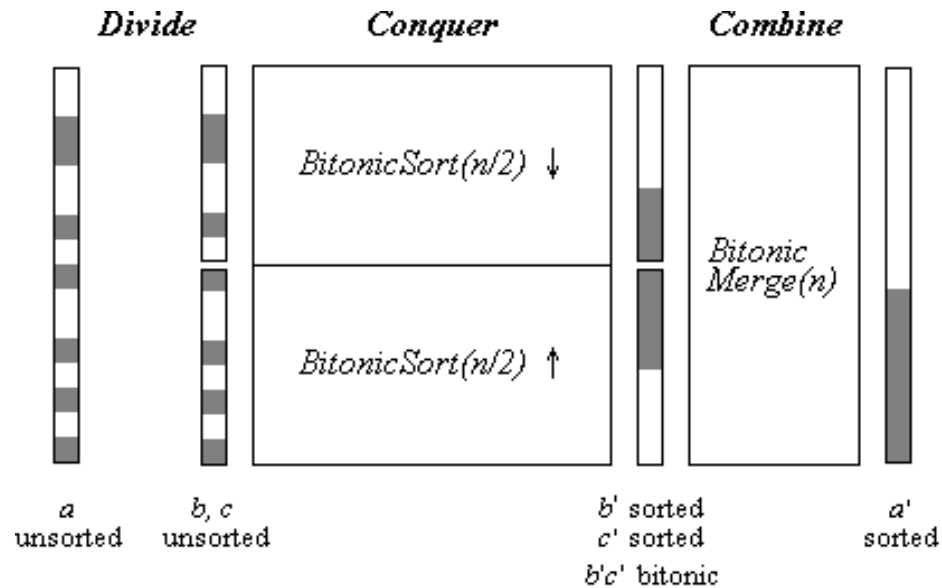 Divide
Conquer
Combine
BitonicSort(n/2) ↓
BitonicSort(n/2) ↑
Bitonic
Merge(n)
a
unsorted
b, c
unsorted
b' sorted
c' sorted
b'c' bitonic
a'
sorted